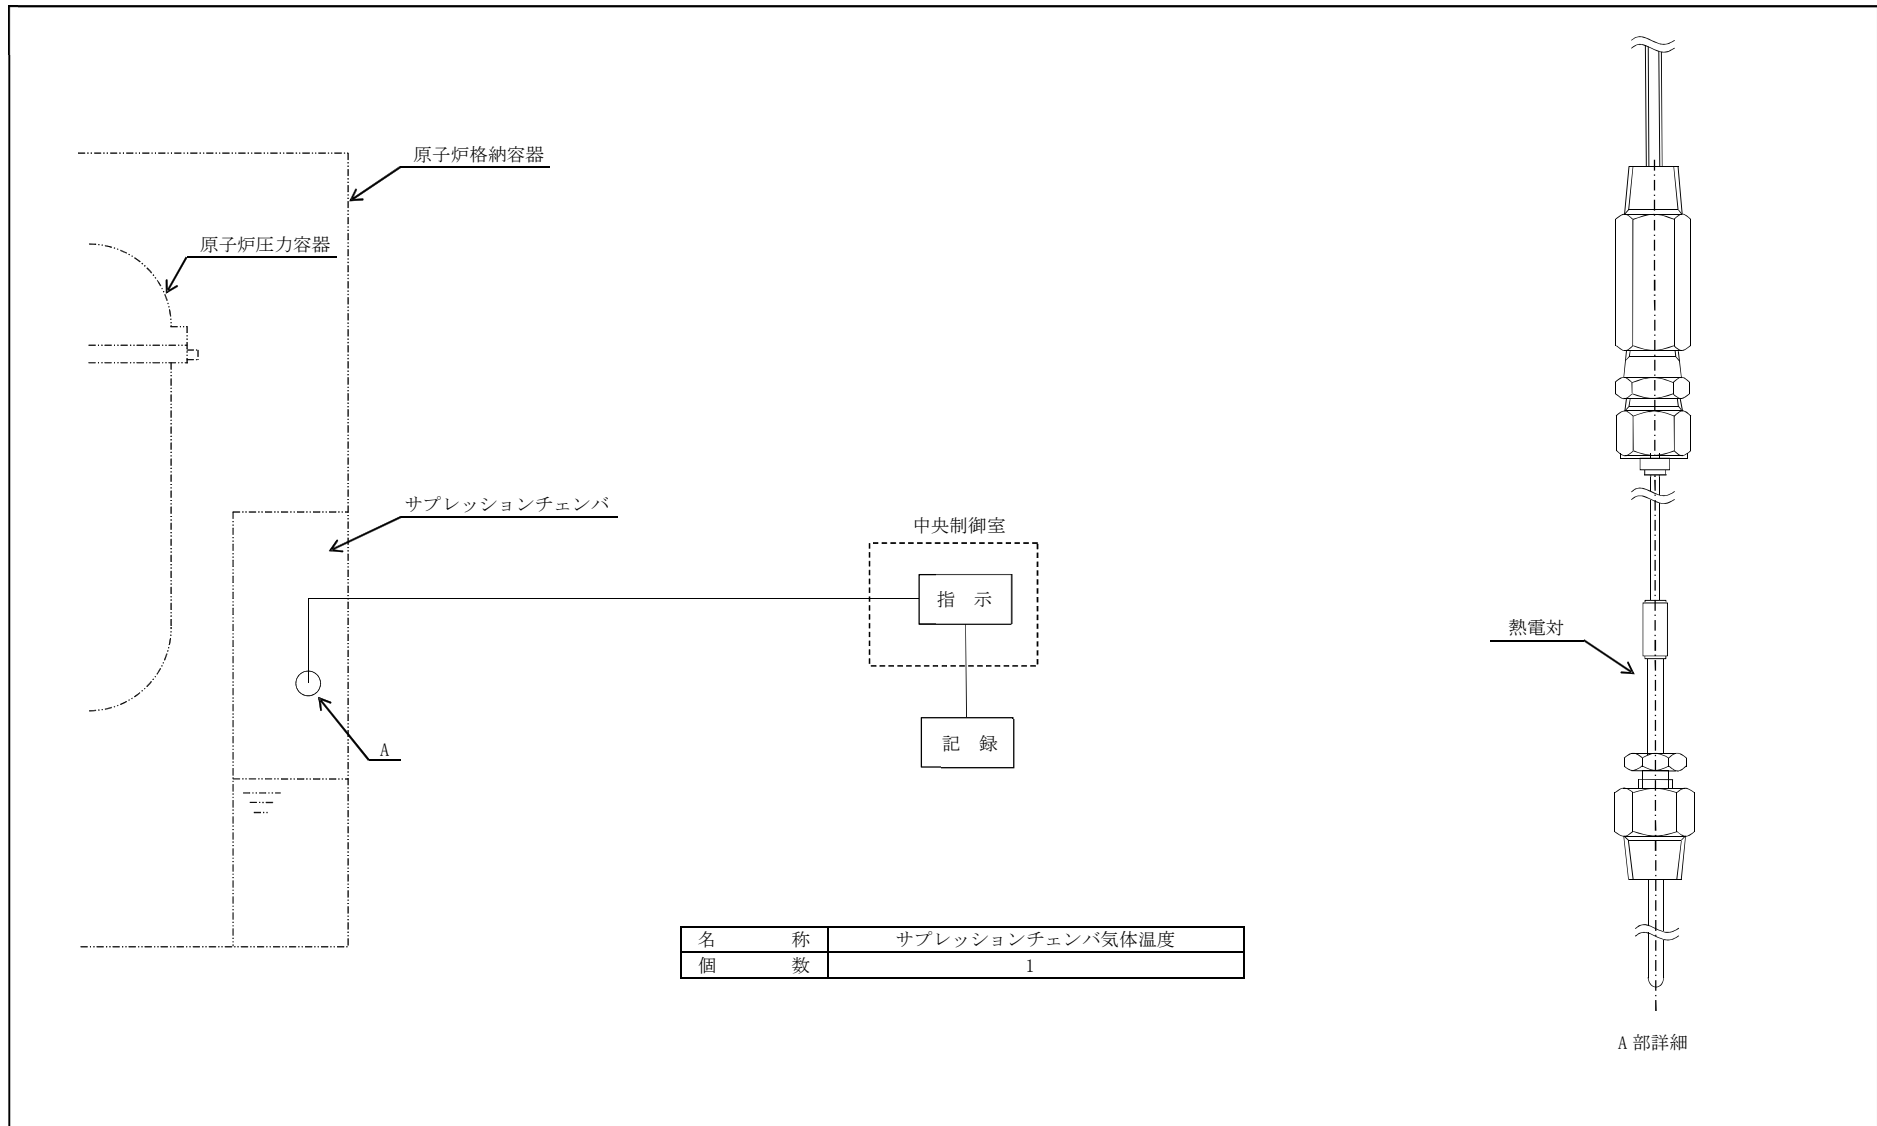 原子炉格納容器
原子炉圧力容器
サプレッションチェンバ
中央制御室
指 示
熱電対
A
記 録
名 称 サプレッションチェンバ気体温度
個 数 1
A 部詳細